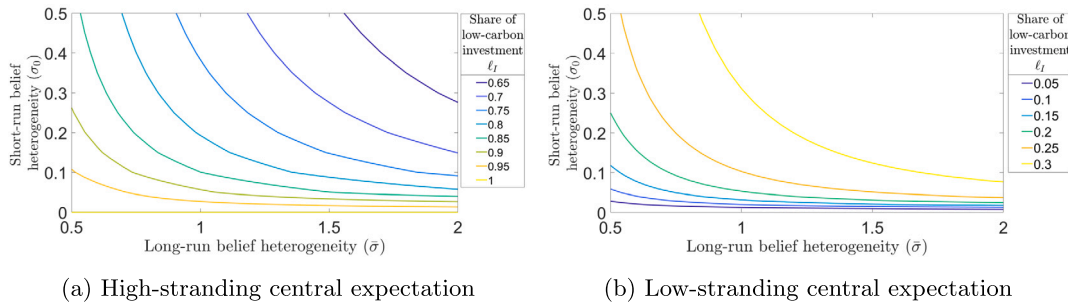 Short-run belief
heterogeneity (σ₀)
0.5
0.4
0.3
0.2
0.1
0
0.5
1
1.5
2
Long-run belief heterogeneity (σ̄)
Share of
low-carbon
investment
ℓ_I
0.65
0.7
0.75
0.8
0.85
0.9
0.95
1
(a) High-stranding central expectation
Short-run belief
heterogeneity (σ₀)
0.5
0.4
0.3
0.2
0.1
0
0.5
1
1.5
2
Long-run belief heterogeneity (σ̄)
Share of
low-carbon
investment
ℓ_I
0.05
0.1
0.15
0.2
0.25
0.3
(b) Low-stranding central expectation